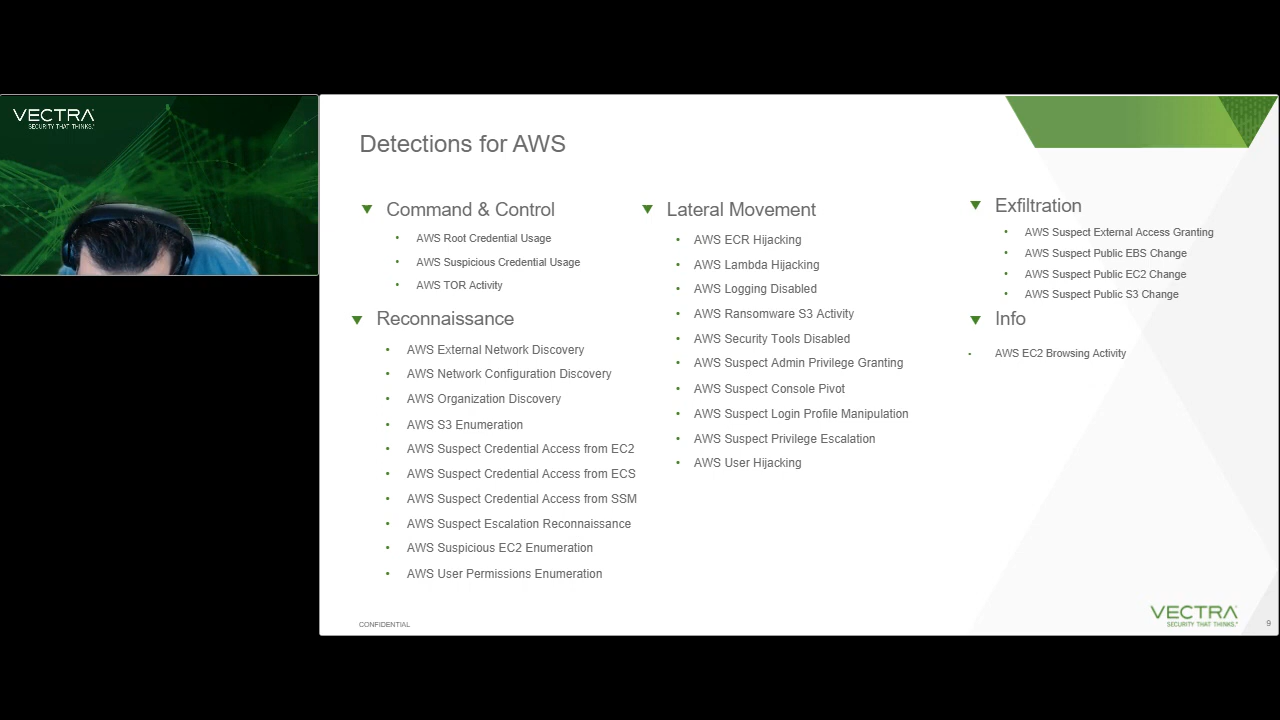 VECTRA
SECURITY THAT THINKS.
Detections for AWS
Command & Control
AWS Root Credential Usage
AWS Suspicious Credential Usage
AWS TOR Activity
Reconnaissance
AWS External Network Discovery
AWS Network Configuration Discovery
AWS Organization Discovery
AWS S3 Enumeration
AWS Suspect Credential Access from EC2
AWS Suspect Credential Access from ECS
AWS Suspect Credential Access from SSM
AWS Suspect Escalation Reconnaissance
AWS Suspicious EC2 Enumeration
AWS User Permissions Enumeration
Lateral Movement
AWS ECR Hijacking
AWS Lambda Hijacking
AWS Logging Disabled
AWS Ransomware S3 Activity
AWS Security Tools Disabled
AWS Suspect Admin Privilege Granting
AWS Suspect Console Pivot
AWS Suspect Login Profile Manipulation
AWS Suspect Privilege Escalation
AWS User Hijacking
Exfiltration
AWS Suspect External Access Granting
AWS Suspect Public EBS Change
AWS Suspect Public EC2 Change
AWS Suspect Public S3 Change
Info
AWS EC2 Browsing Activity
CONFIDENTIAL
VECTRA
SECURITY THAT THINKS.
9